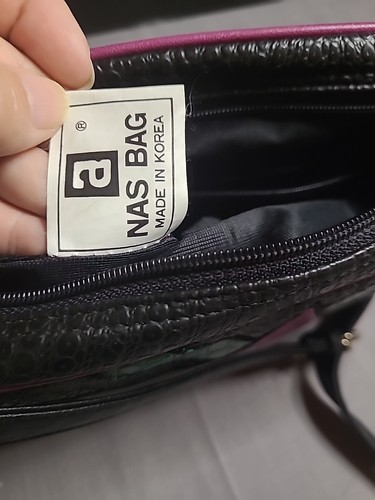 ®
a
NAS BAG
MADE IN KOREA